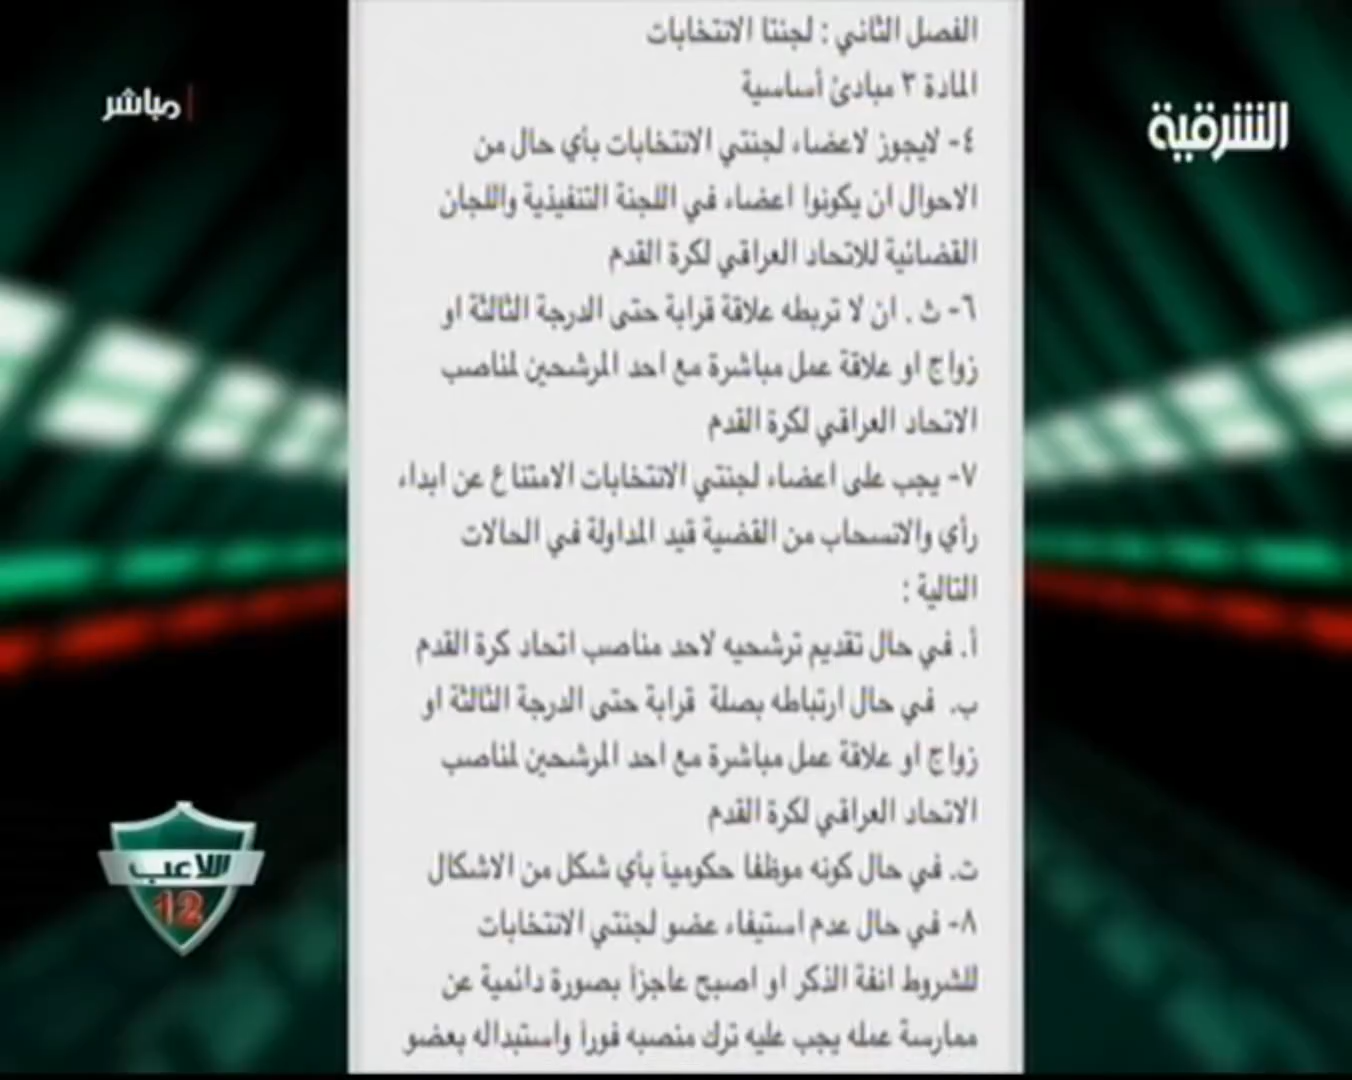 الفصل الثاني : لجنتا الانتخابات
المادة ٣ مبادئ أساسية
٤- لايجوز لاعضاء لجنتي الانتخابات بأي حال من
الاحوال ان يكونوا اعضاء في اللجنة التنفيذية واللجان
القضائية للاتحاد العراقي لكرة القدم
٦- ث . ان لا تربطه علاقة قرابة حتى الدرجة الثالثة او
زواج او علاقة عمل مباشرة مع احد المرشحين لمناصب
الاتحاد العراقي لكرة القدم
٧- يجب على اعضاء لجنتي الانتخابات الامتناع عن ابداء
رأي والانسحاب من القضية قيد المداولة في الحالات
التالية :
أ. في حال تقديم ترشحيه لاحد مناصب اتحاد كرة القدم
ب. في حال ارتباطه بصلة قرابة حتى الدرجة الثالثة او
زواج او علاقة عمل مباشرة مع احد المرشحين لمناصب
الاتحاد العراقي لكرة القدم
ت. في حال كونه موظفا حكومياً بأي شكل من الاشكال
٨- في حال عدم استيفاء عضو لجنتي الانتخابات
للشروط انفة الذكر او اصبح عاجزاً بصورة دائمية عن
ممارسة عمله يجب عليه ترك منصبه فوراً واستبداله بعضو
الشرقية
مباشر
اللاعب
12